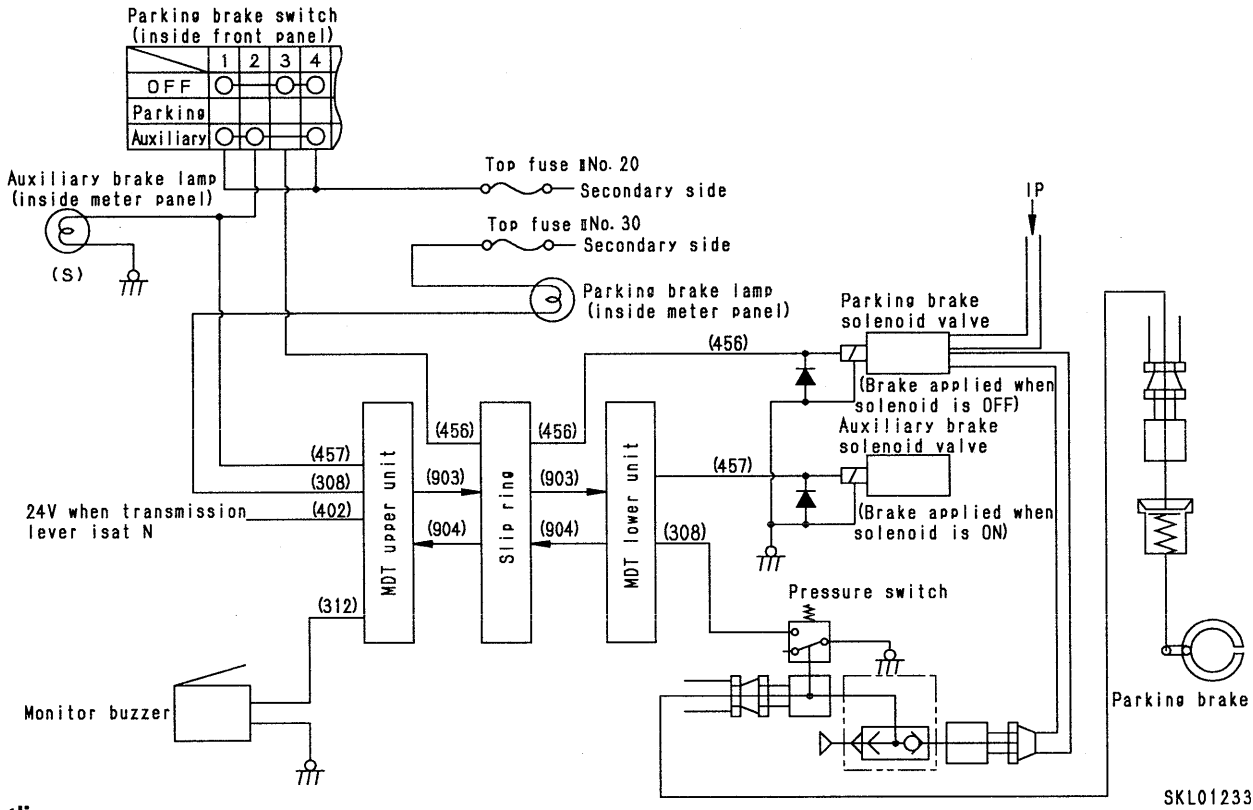 Parking brake switch
(inside front panel)
1 2 3 4
OFF
Parking
Auxiliary
Auxiliary brake lamp
(inside meter panel)
(S)
Top fuse ⅡNo. 20
Secondary side
Top fuse ⅡNo. 30
Secondary side
Parking brake lamp
(inside meter panel)
IP
Parking brake
solenoid valve
(456)
(Brake applied when
solenoid is OFF)
Auxiliary brake
solenoid valve
(457)
(Brake applied when
solenoid is ON)
(456)
(456)
(457)
(308)
24V when transmission
lever isat N
(402)
(903)
(903)
(904)
(904)
(308)
MDT upper unit
Slip ring
MDT lower unit
(312)
Monitor buzzer
Pressure switch
Parking brake
SKL01233